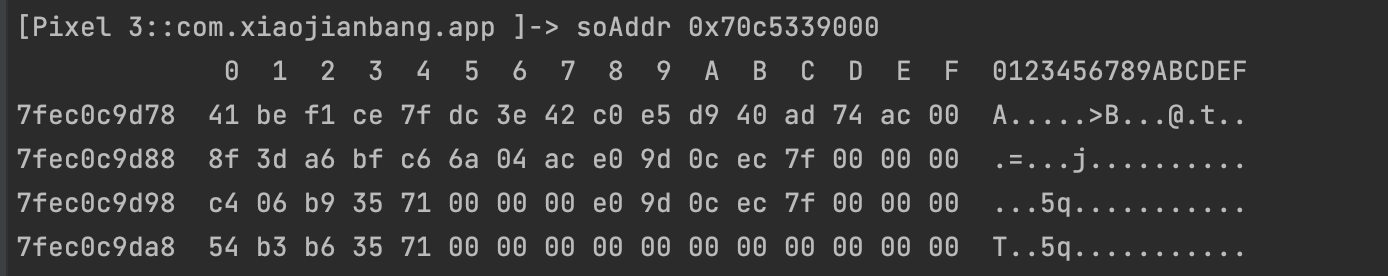 [Pixel 3::com.xiaojianbang.app ]-> soAddr 0x70c5339000
0 1 2 3 4 5 6 7 8 9 A B C D E F 0123456789ABCDEF
7fec0c9d78 41 be f1 ce 7f dc 3e 42 c0 e5 d9 40 ad 74 ac 00 A.....>B...@.t..
7fec0c9d88 8f 3d a6 bf c6 6a 04 ac e0 9d 0c ec 7f 00 00 00 .=...j..........
7fec0c9d98 c4 06 b9 35 71 00 00 00 e0 9d 0c ec 7f 00 00 00 ...5q...........
7fec0c9da8 54 b3 b6 35 71 00 00 00 00 00 00 00 00 00 00 00 T..5q...........